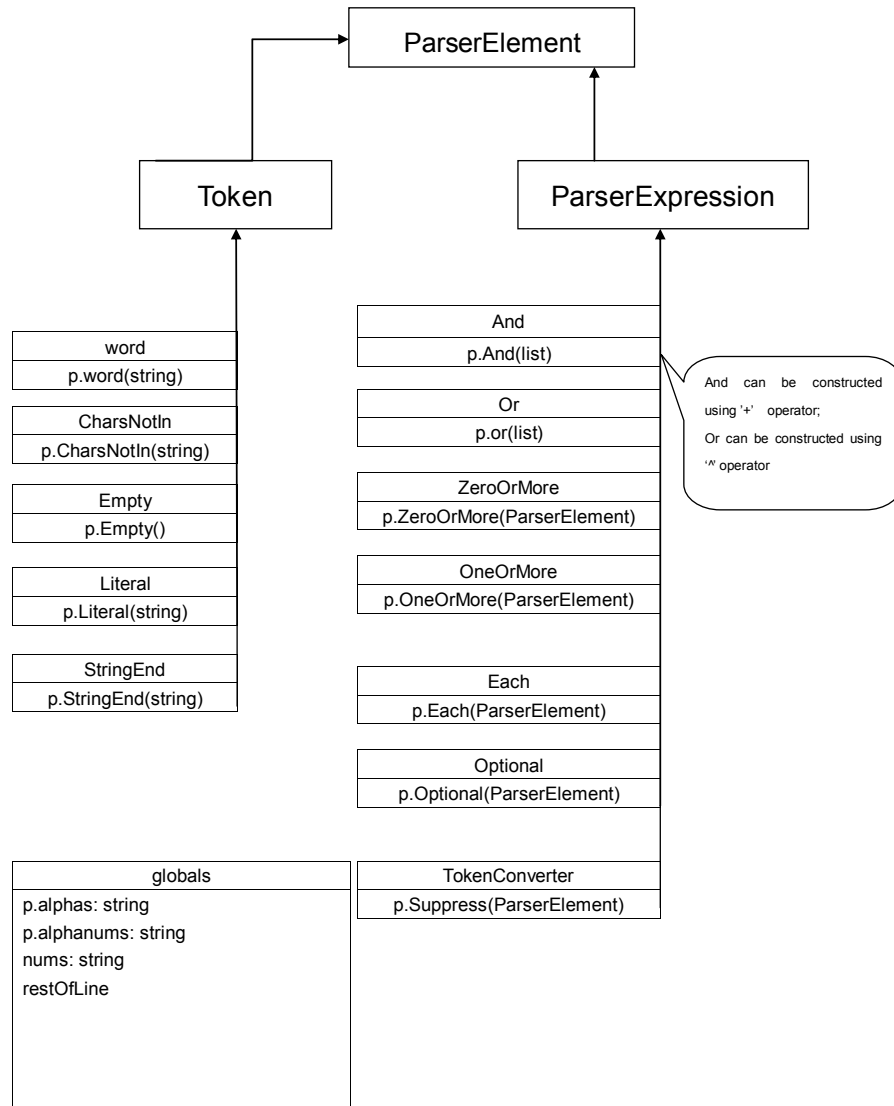 ParserElement
Token
ParserExpression
word
p.word(string)
CharsNotIn
p.CharsNotIn(string)
Empty
p.Empty()
Literal
p.Literal(string)
StringEnd
p.StringEnd(string)
And
p.And(list)
Or
p.or(list)
ZeroOrMore
p.ZeroOrMore(ParserElement)
OneOrMore
p.OneOrMore(ParserElement)
Each
p.Each(ParserElement)
Optional
p.Optional(ParserElement)
TokenConverter
p.Suppress(ParserElement)
And can be constructed
using '+' operator;
Or can be constructed using
'^' operator
globals
p.alphas: string
p.alphanums: string
nums: string
restOfLine